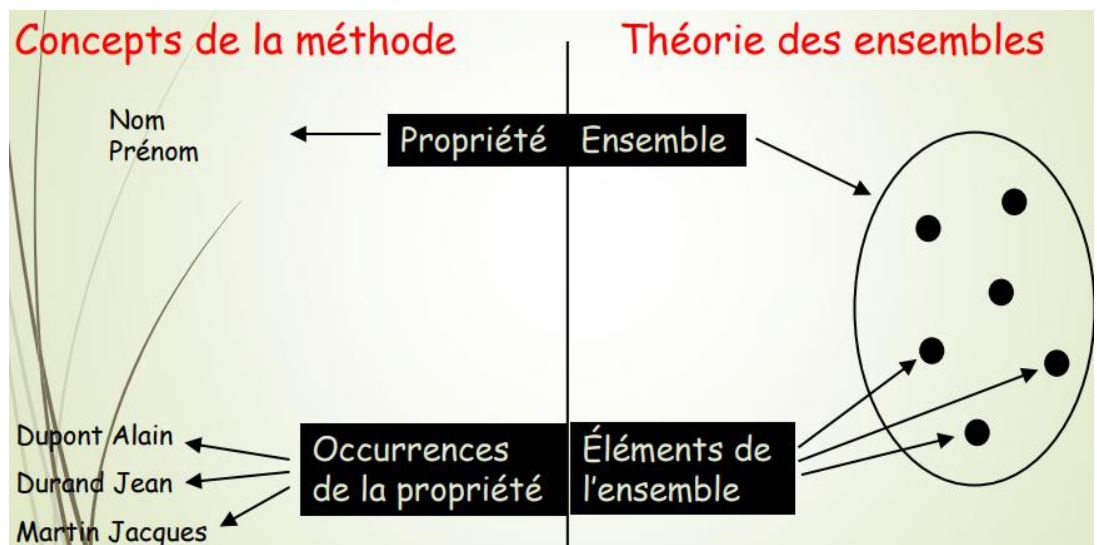 Concepts de la méthode
Théorie des ensembles
Nom
Prénom
Propriété
Ensemble
Dupont Alain
Durand Jean
Martin Jacques
Occurrences
de la propriété
Éléments de
l'ensemble